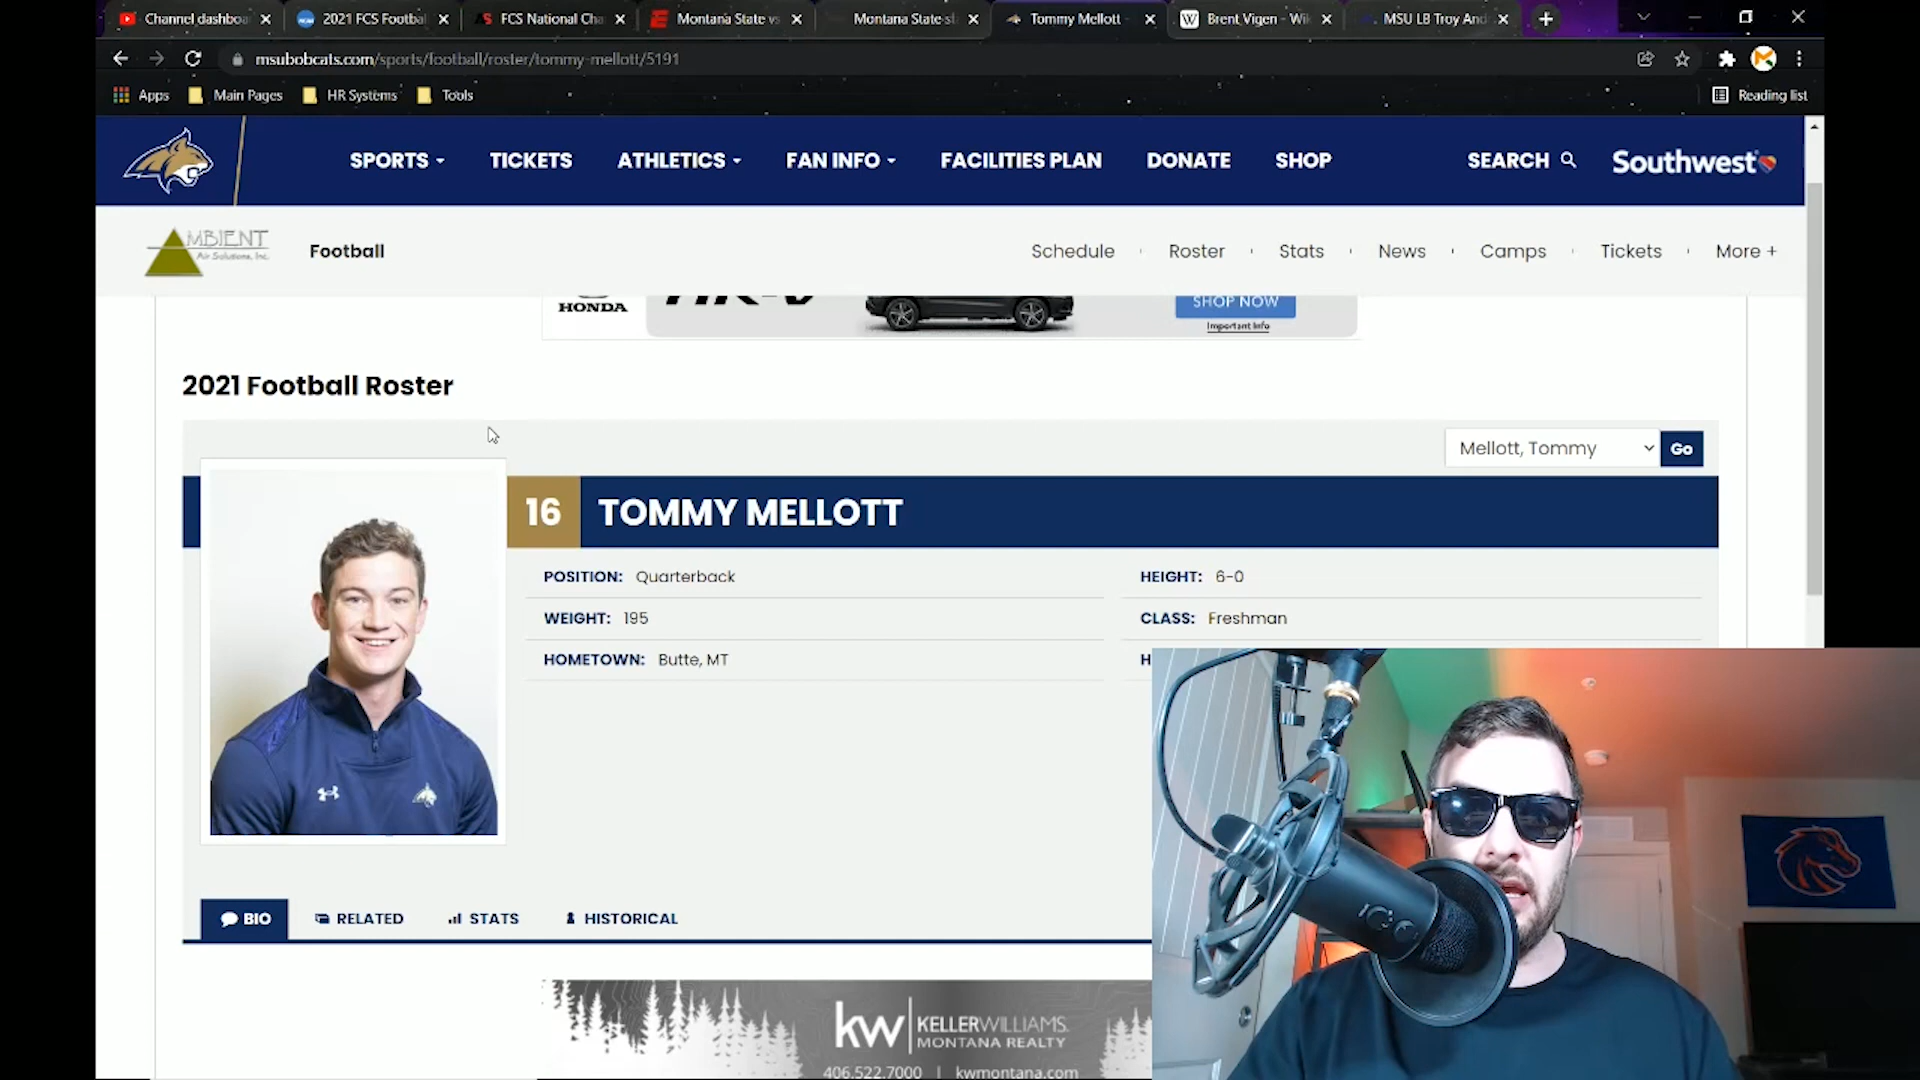 Channel dashboa
2021 FCS Footbal
FCS National Cha
Montana State vs
Montana State-s
Tommy Mellott -
Brent Vigen - Wik
MSU LB Troy And
msubobcats.com/sports/football/roster/tommy-mellott/5191
Apps
Main Pages
HR Systems
Tools
Reading list
SPORTS
TICKETS
ATHLETICS
FAN INFO
FACILITIES PLAN
DONATE
SHOP
SEARCH
Southwest
MBIENT
Air Solutions, Inc.
Football
Schedule
Roster
Stats
News
Camps
Tickets
More +
HONDA
HR-V
SHOP NOW
Important Info
2021 Football Roster
Mellott, Tommy
Go
16
TOMMY MELLOTT
POSITION: Quarterback
HEIGHT: 6-0
WEIGHT: 195
CLASS: Freshman
HOMETOWN: Butte, MT
H
BIO
RELATED
STATS
HISTORICAL
kw
KELLERWILLIAMS.
MONTANA REALTY
406.522.7000 | kwmontana.com